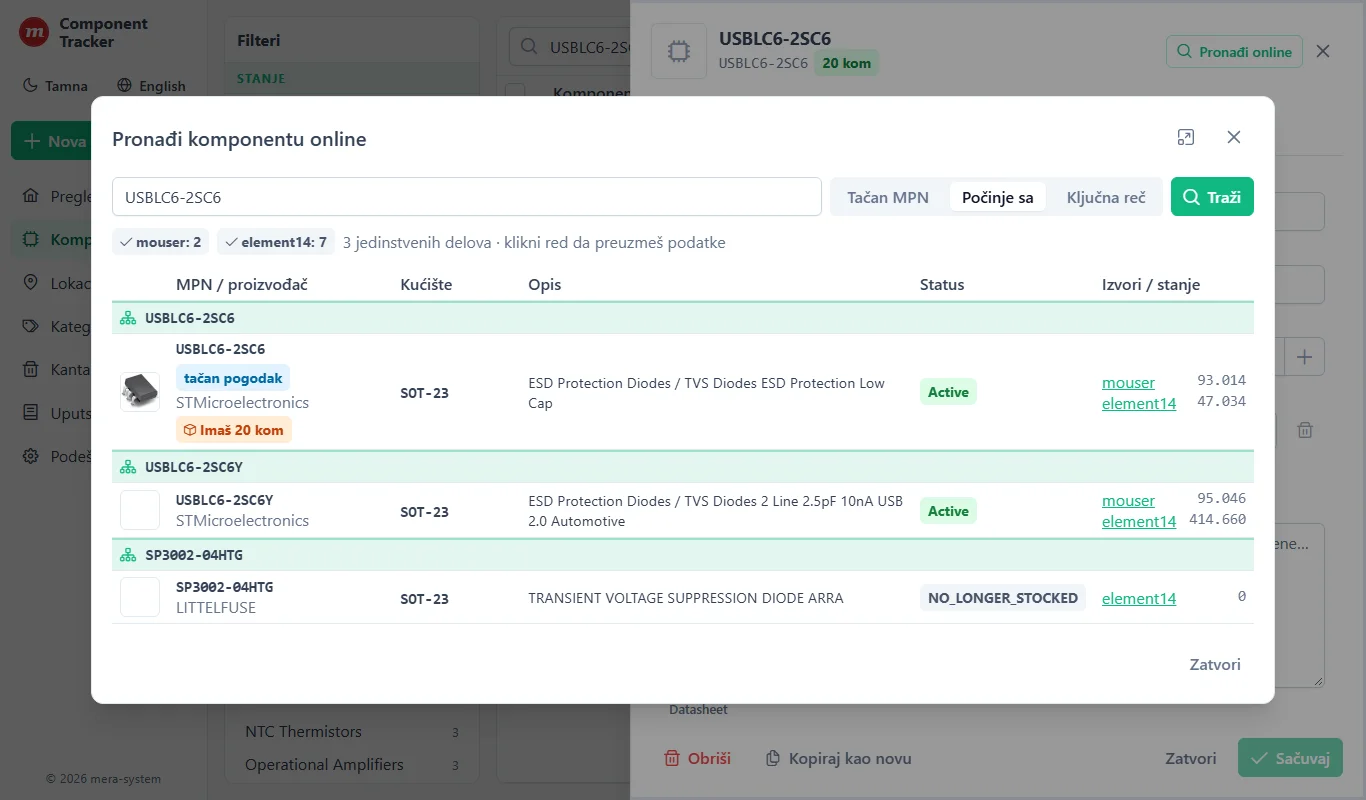 Component
Tracker
Tamna
English
Nova
Pregle
Komp
Lokac
Kateg
Kanta
Uputs
Podeš
© 2026 mera-system
Filteri
STANJE
USBLC6-2S
Komponen
NTC Thermistors 3
Operational Amplifiers 3
USBLC6-2SC6
USBLC6-2SC6 20 kom
Pronađi online
Pronađi komponentu online
USBLC6-2SC6
Tačan MPN
Počinje sa
Ključna reč
Traži
mouser: 2
element14: 7
3 jedinstvenih delova · klikni red da preuzmeš podatke
MPN / proizvođač Kućište Opis Status Izvori / stanje
USBLC6-2SC6
USBLC6-2SC6
tačan pogodak
STMicroelectronics
Imaš 20 kom
SOT-23
ESD Protection Diodes / TVS Diodes ESD Protection Low
Cap
Active
mouser 93.014
element14 47.034
USBLC6-2SC6Y
USBLC6-2SC6Y
STMicroelectronics
SOT-23
ESD Protection Diodes / TVS Diodes 2 Line 2.5pF 10nA USB
2.0 Automotive
Active
mouser 95.046
element14 414.660
SP3002-04HTG
SP3002-04HTG
LITTELFUSE
SOT-23
TRANSIENT VOLTAGE SUPPRESSION DIODE ARRA
NO_LONGER_STOCKED
element14 0
Zatvori
ene...
Datasheet
Obriši
Kopiraj kao novu
Zatvori
Sačuvaj